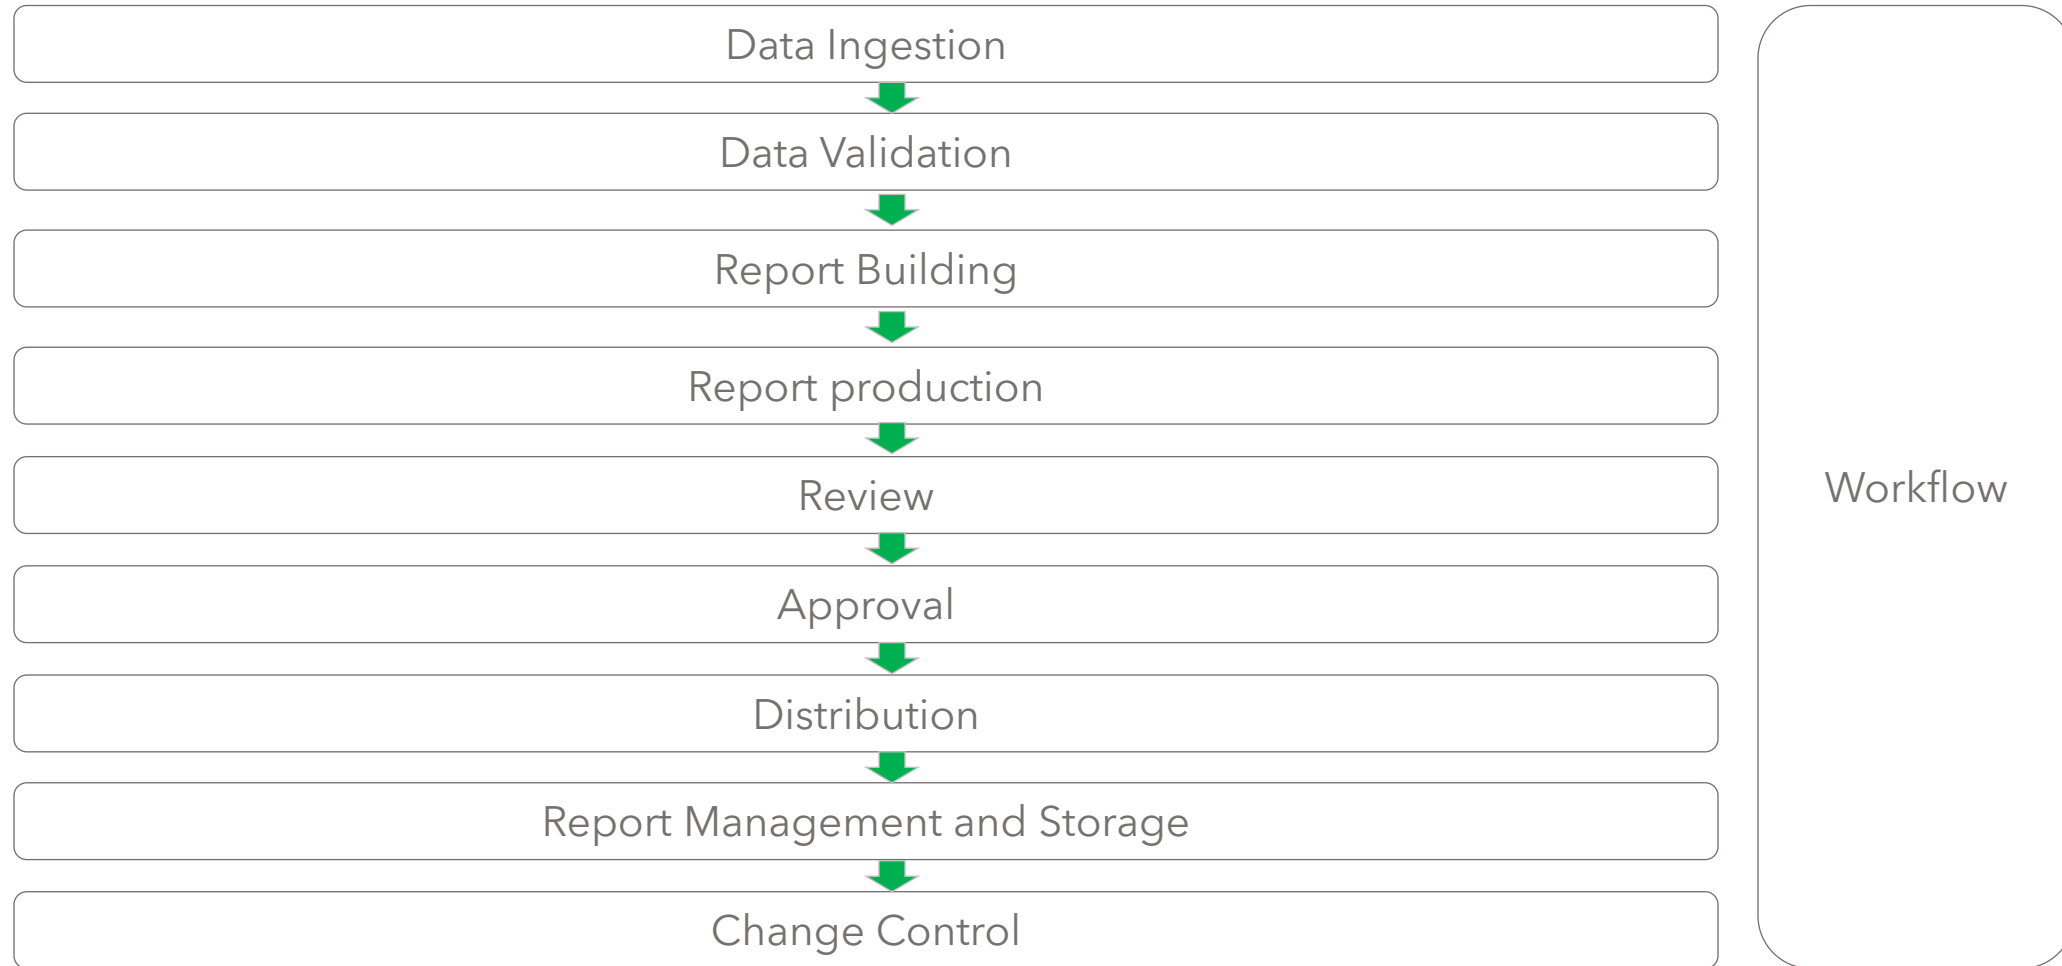 Data Ingestion
Data Validation
Report Building
Report production
Review
Approval
Distribution
Report Management and Storage
Change Control
Workflow